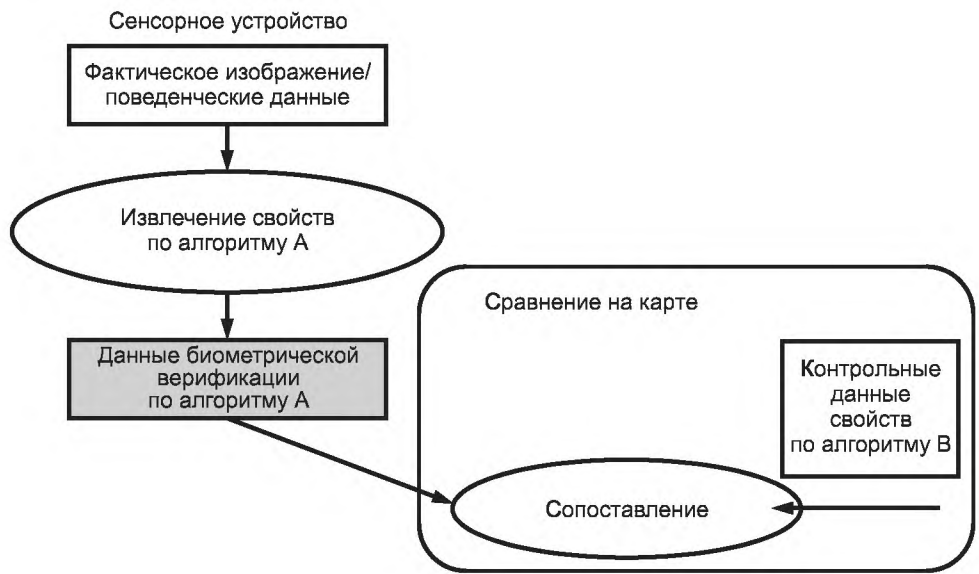 Сенсорное устройство
Фактическое изображение/
поведенческие данные
Извлечение свойств
по алгоритму А
Данные биометрической
верификации
по алгоритму А
Сравнение на карте
Контрольные
данные
свойств
по алгоритму В
Сопоставление